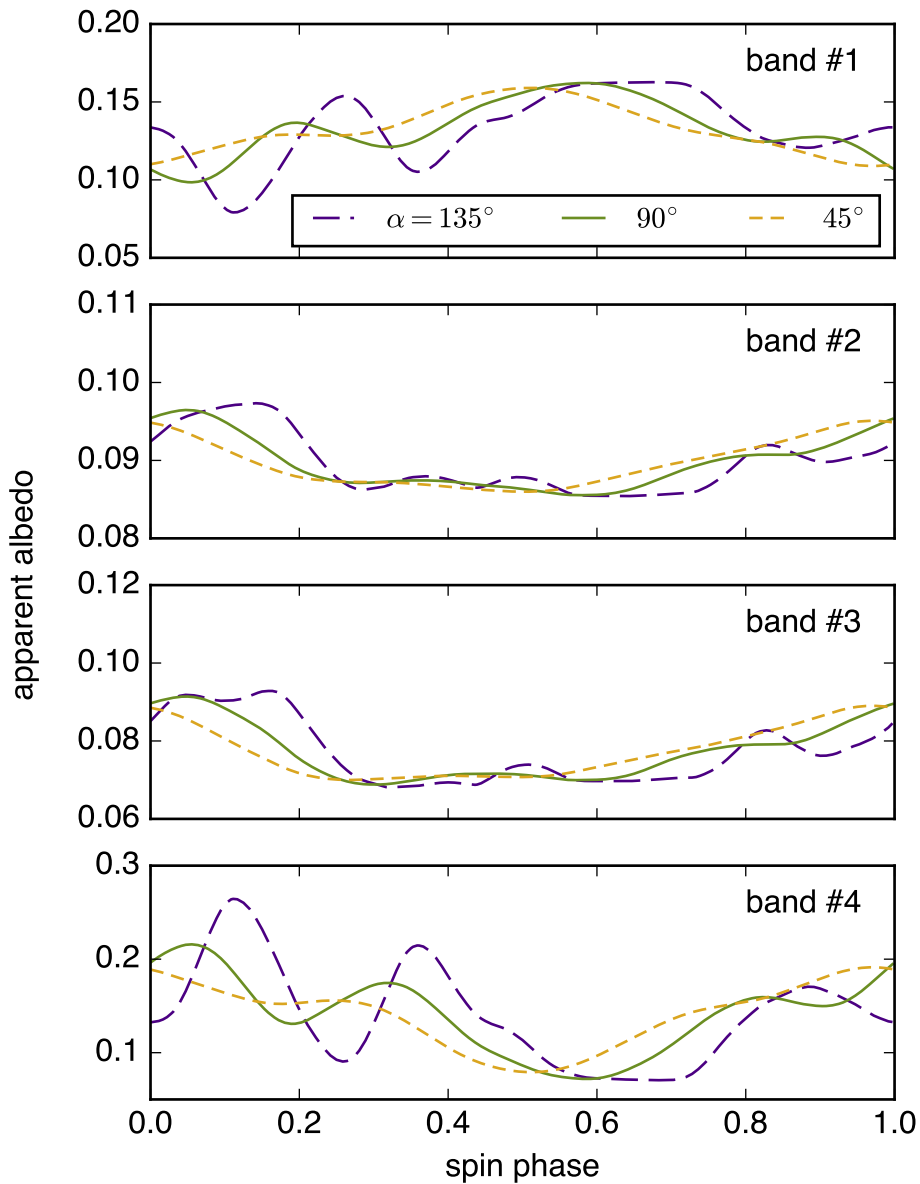 0.20
band #1
0.15
0.10
α = 135° 90° 45°
0.05
0.11
band #2
0.10
0.09
0.08
apparent albedo
0.12
band #3
0.10
0.08
0.06
0.3
band #4
0.2
0.1
0.0 0.2 0.4 0.6 0.8 1.0
spin phase